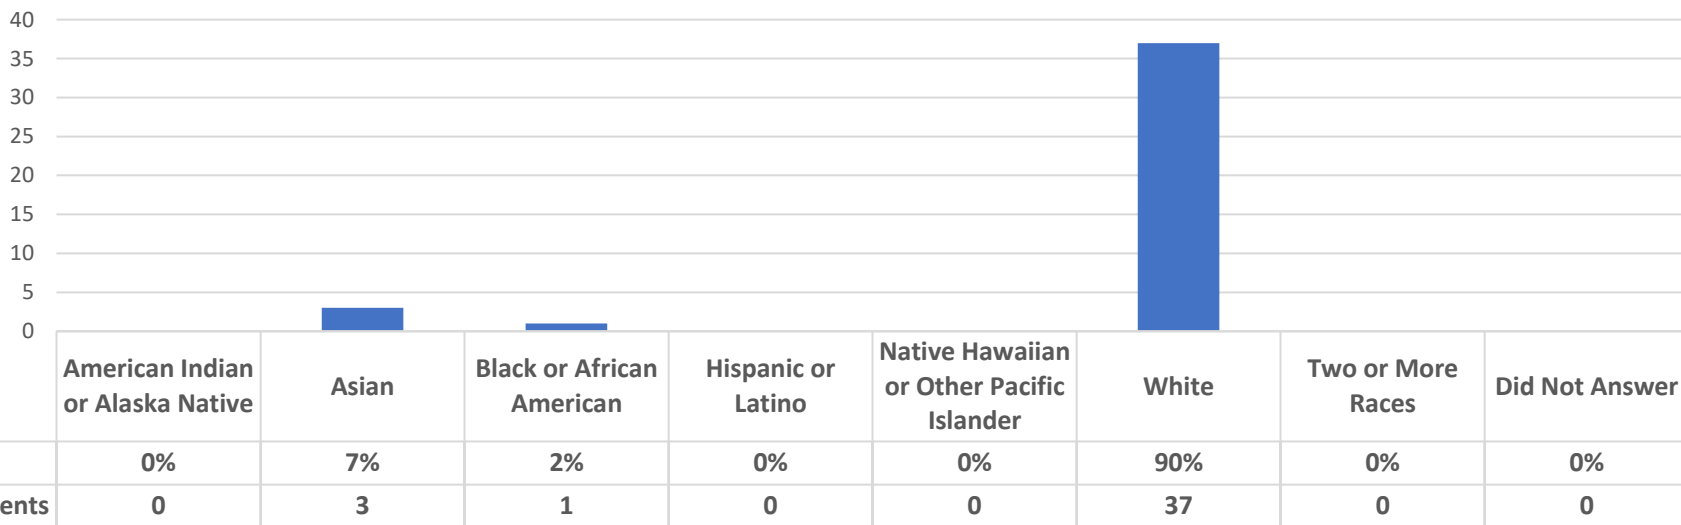 40
35
30
25
20
15
10
5
0
American Indian
or Alaska Native
Asian
Black or African
American
Hispanic or
Latino
Native Hawaiian
or Other Pacific
Islander
White
Two or More
Races
Did Not Answer
0% 7% 2% 0% 0% 90% 0% 0%
ents 0 3 1 0 0 37 0 0